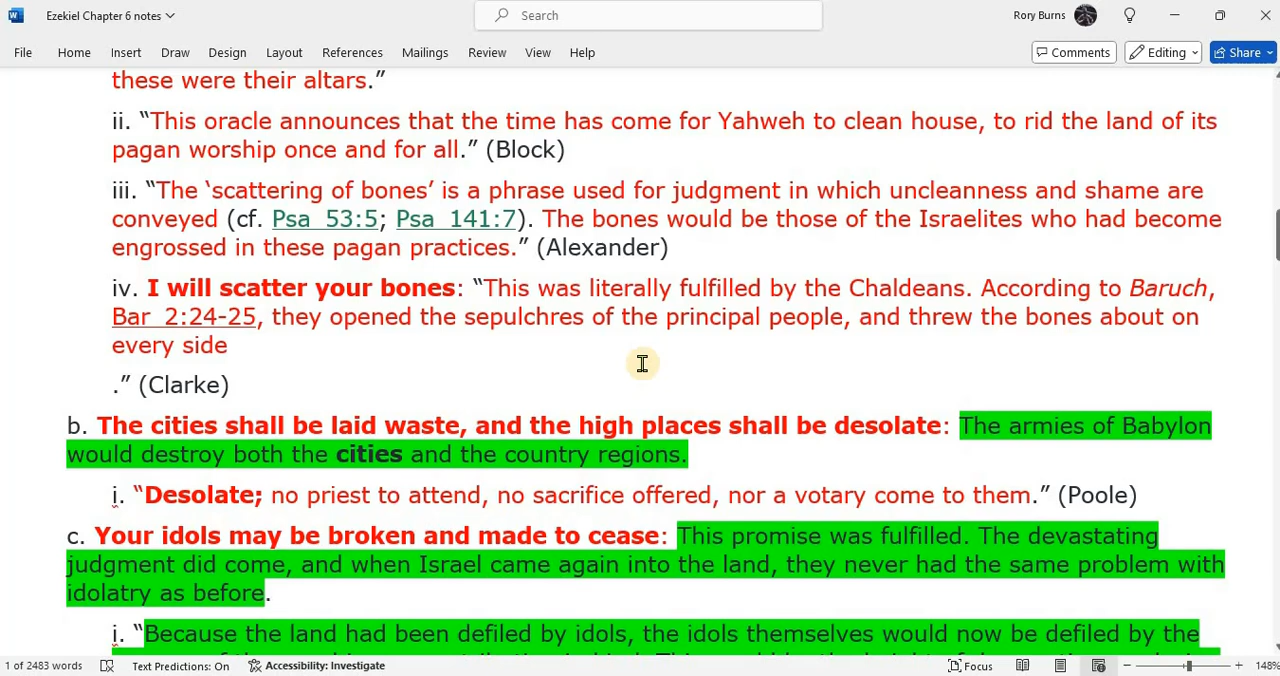 Ezekiel Chapter 6 notes
Search
Rory Burns
File Home Insert Draw Design Layout References Mailings Review View Help
Comments Editing Share
these were their altars.”
ii. “This oracle announces that the time has come for Yahweh to clean house, to rid the land of its
pagan worship once and for all.” (Block)
iii. “The ‘scattering of bones’ is a phrase used for judgment in which uncleanness and shame are
conveyed (cf. Psa_53:5; Psa_141:7). The bones would be those of the Israelites who had become
engrossed in these pagan practices.” (Alexander)
iv. I will scatter your bones: “This was literally fulfilled by the Chaldeans. According to Baruch,
Bar_2:24-25, they opened the sepulchres of the principal people, and threw the bones about on
every side
.” (Clarke)
b. The cities shall be laid waste, and the high places shall be desolate: The armies of Babylon
would destroy both the cities and the country regions.
i. “Desolate; no priest to attend, no sacrifice offered, nor a votary come to them.” (Poole)
c. Your idols may be broken and made to cease: This promise was fulfilled. The devastating
judgment did come, and when Israel came again into the land, they never had the same problem with
idolatry as before.
i. “Because the land had been defiled by idols, the idols themselves would now be defiled by the
1 of 2483 words Text Predictions: On Accessibility: Investigate Focus 148%